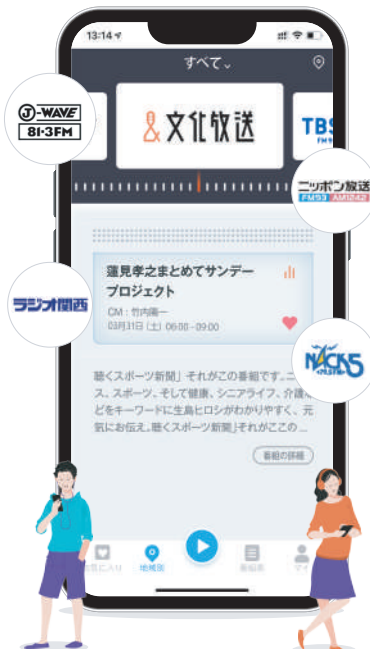 13:14
すべて
J-WAVE
81.3FM
文化放送
TBS
ニッポン放送
FM93 AM1242
蓮見孝之まとめてサンデー
プロジェクト
CM : 竹内陽一
03月31日 (土) 06:00 - 09:00
ラジオ関西
NACK5
79.5FM
聴くスポーツ新聞」それがこの番組です。ニ
ス、スポーツ、そして健康、シニアライフ、介護
どをキーワードに生島ヒロシがわかりやすく、元
気にお伝え。聴くスポーツ新聞」それがここの ...
番組の詳細
お気に入り
地域別
番組表
マイ